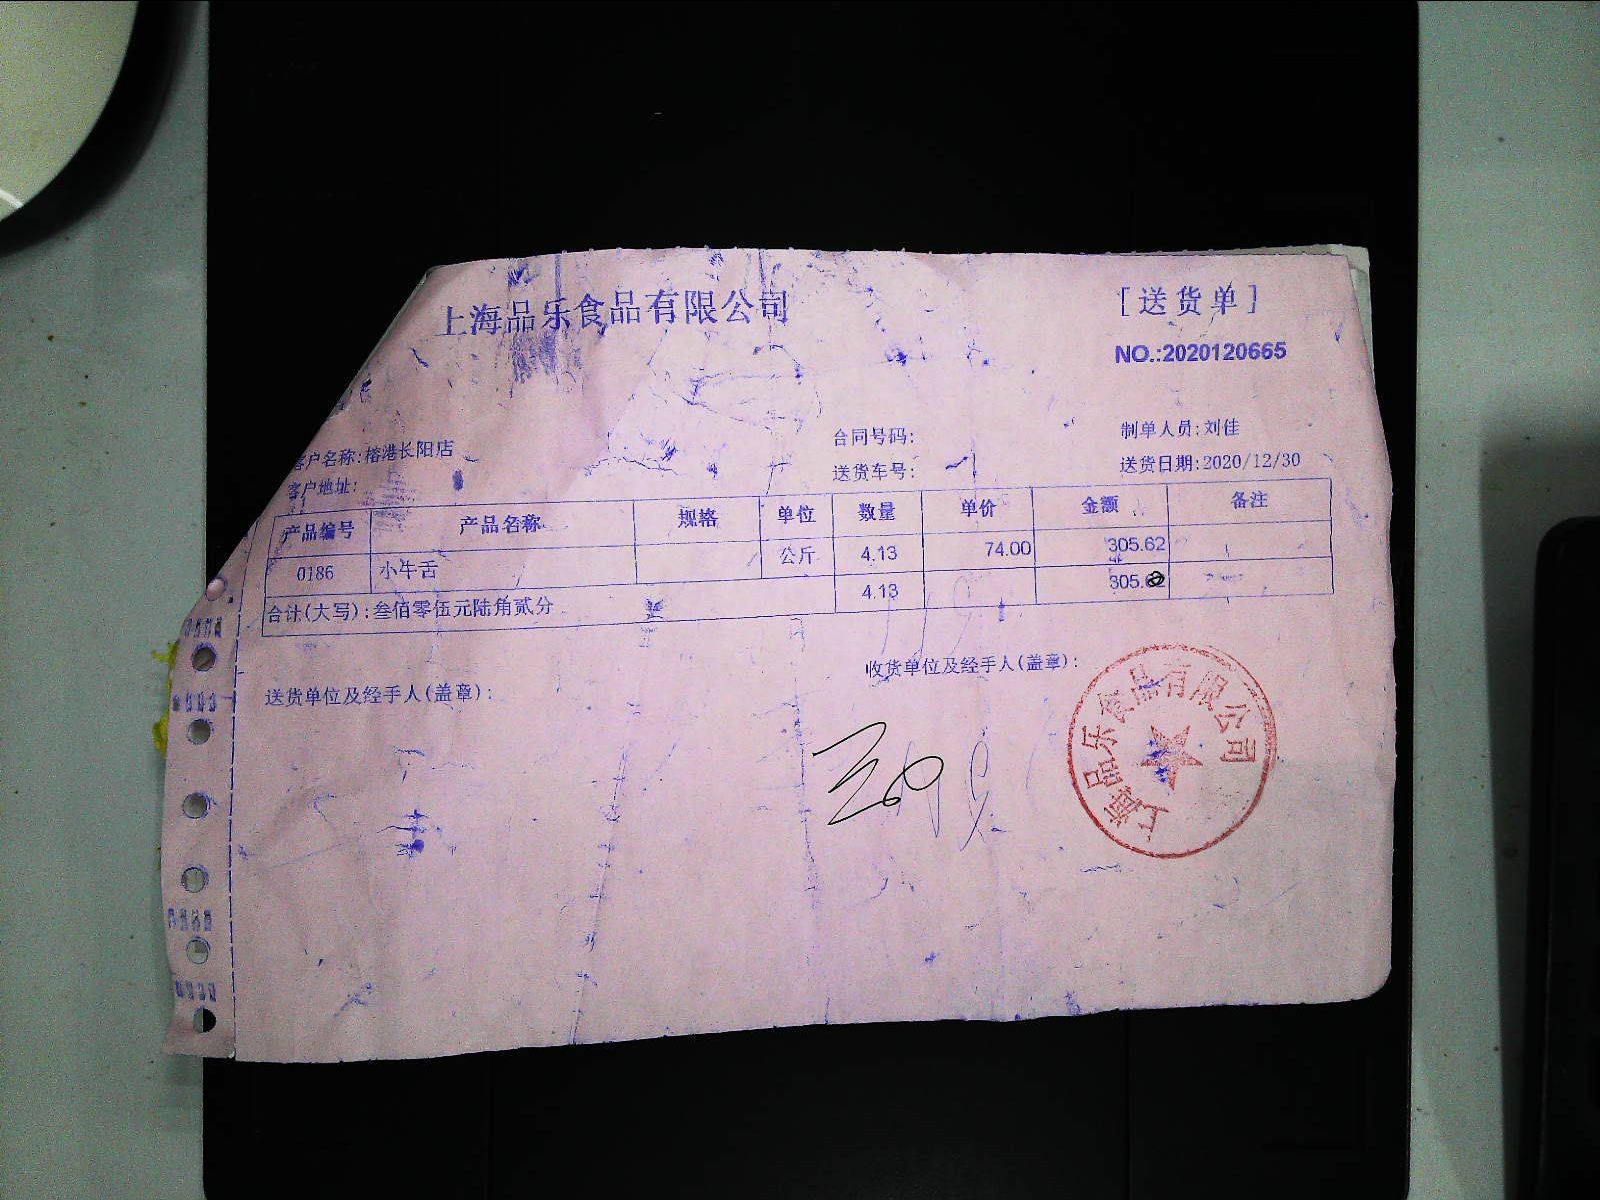 上海品乐食品有限公司
[送货单]
NO.:2020120665
客户名称:榕港长阳店
合同号码:
制单人员:刘佳
客户地址:
送货车号:
送货日期:2020/12/30
产品编号 产品名称 规格 单位 数量 单价 金额 备注
0186 小牛舌 公斤 4.13 74.00 305.62
合计(大写):叁佰零伍元陆角贰分 4.13 305.62
送货单位及经手人(盖章):
收货单位及经手人(盖章):
上海品乐食品有限公司